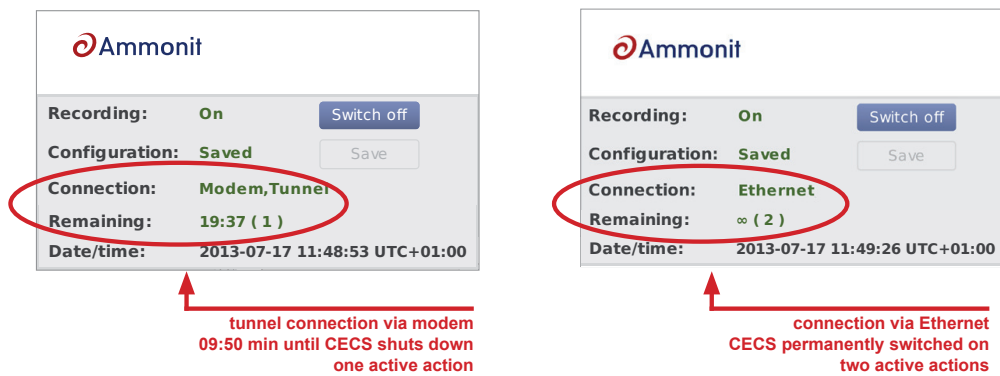 Ammonit
Recording: On Switch off
Configuration: Saved Save
Connection: Modem,Tunnel
Remaining: 19:37 ( 1 )
Date/time: 2013-07-17 11:48:53 UTC+01:00
tunnel connection via modem
09:50 min until CECS shuts down
one active action
Ammonit
Recording: On Switch off
Configuration: Saved Save
Connection: Ethernet
Remaining: ∞ ( 2 )
Date/time: 2013-07-17 11:49:26 UTC+01:00
connection via Ethernet
CECS permanently switched on
two active actions